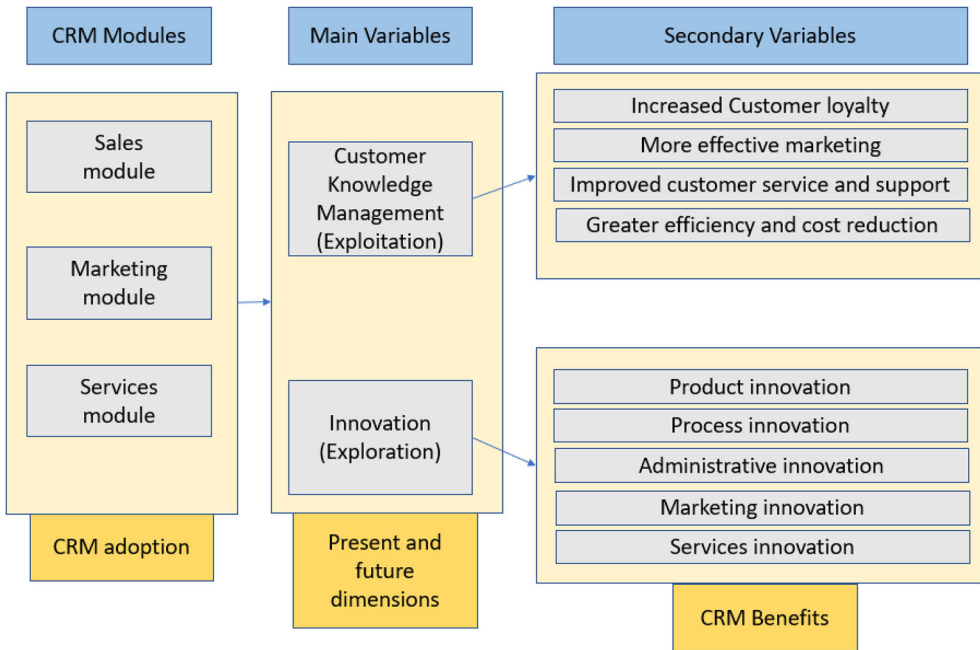 CRM Modules
Main Variables
Secondary Variables
Sales
module
Marketing
module
Services
module
CRM adoption
Customer
Knowledge
Management
(Exploitation)
Innovation
(Exploration)
Present and
future
dimensions
Increased Customer loyalty
More effective marketing
Improved customer service and support
Greater efficiency and cost reduction
Product innovation
Process innovation
Administrative innovation
Marketing innovation
Services innovation
CRM Benefits